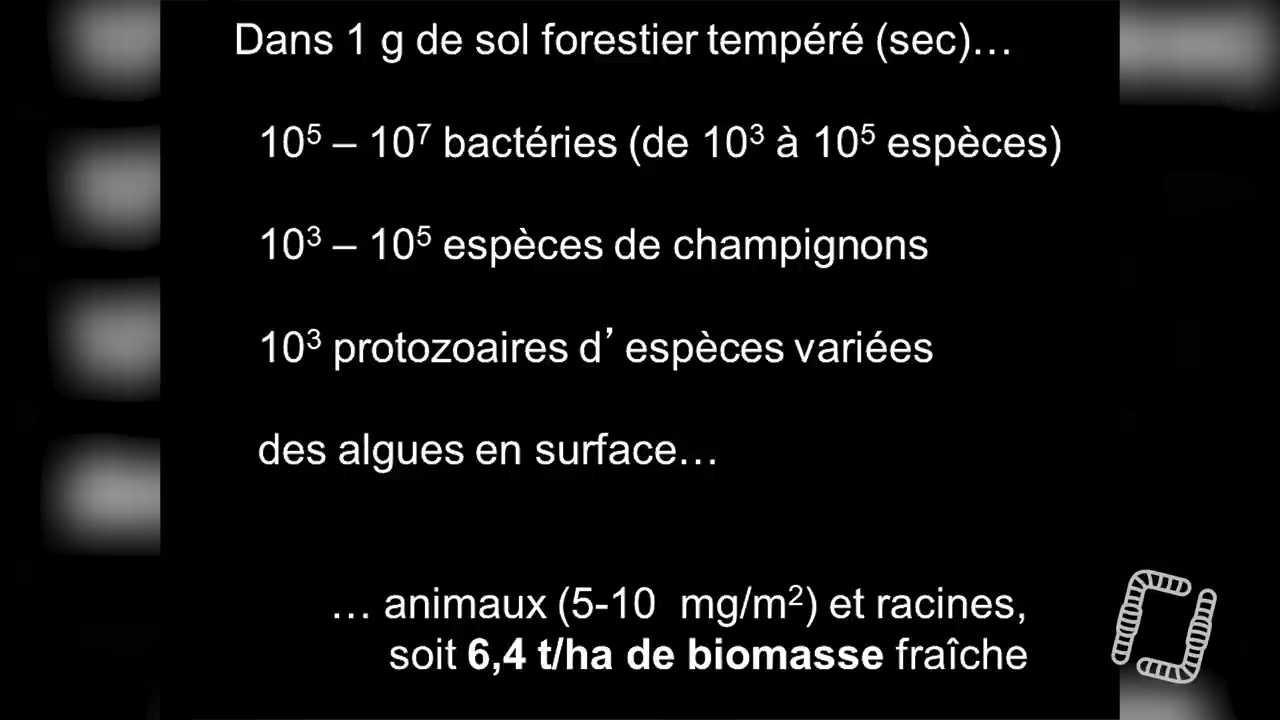 Dans 1 g de sol forestier tempéré (sec)…
10⁵ – 10⁷ bactéries (de 10³ à 10⁵ espèces)
10³ – 10⁵ espèces de champignons
10³ protozoaires d’ espèces variées
des algues en surface…
… animaux (5-10 mg/m²) et racines,
soit 6,4 t/ha de biomasse fraîche